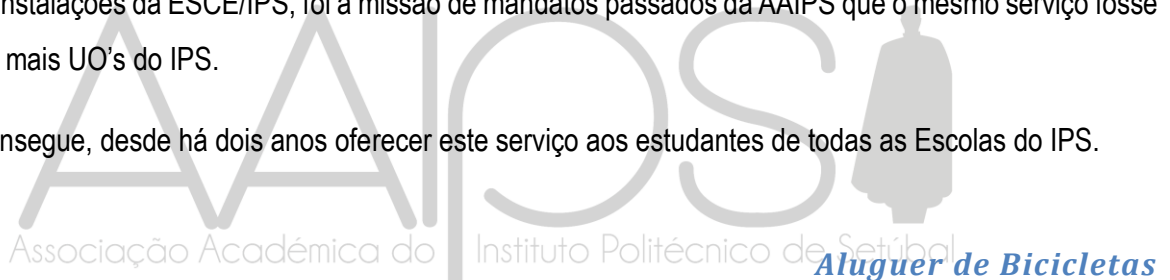 nstalações da ESCE/IPS, foi a missão de mandatos passados da AAIPS que o mesmo serviço fosse
mais UO's do IPS.
nsegue, desde há dois anos oferecer este serviço aos estudantes de todas as Escolas do IPS.
AAIPS
Associação Académica do Instituto Politécnico de Setúbal
Aluguer de Bicicletas